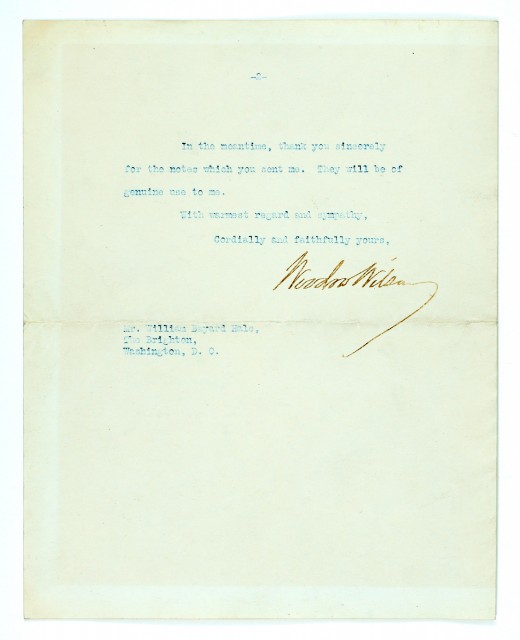 -2-
In the meantime, thank you sincerely
for the notes which you sent me. They will be of
genuine use to me.
With warmest regard and sympathy,
Cordially and faithfully yours,
Woodrow Wilson
Mr. William Bayard Hale,
The Brighton,
Washington, D. C.